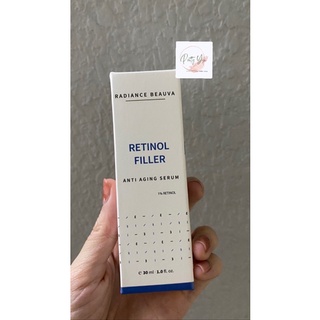 RADIANCE BEAUVA
RETINOL
FILLER
ANTI AGING SERUM
1% RETINOL
℮ 30 ml 1.0 fl. oz.